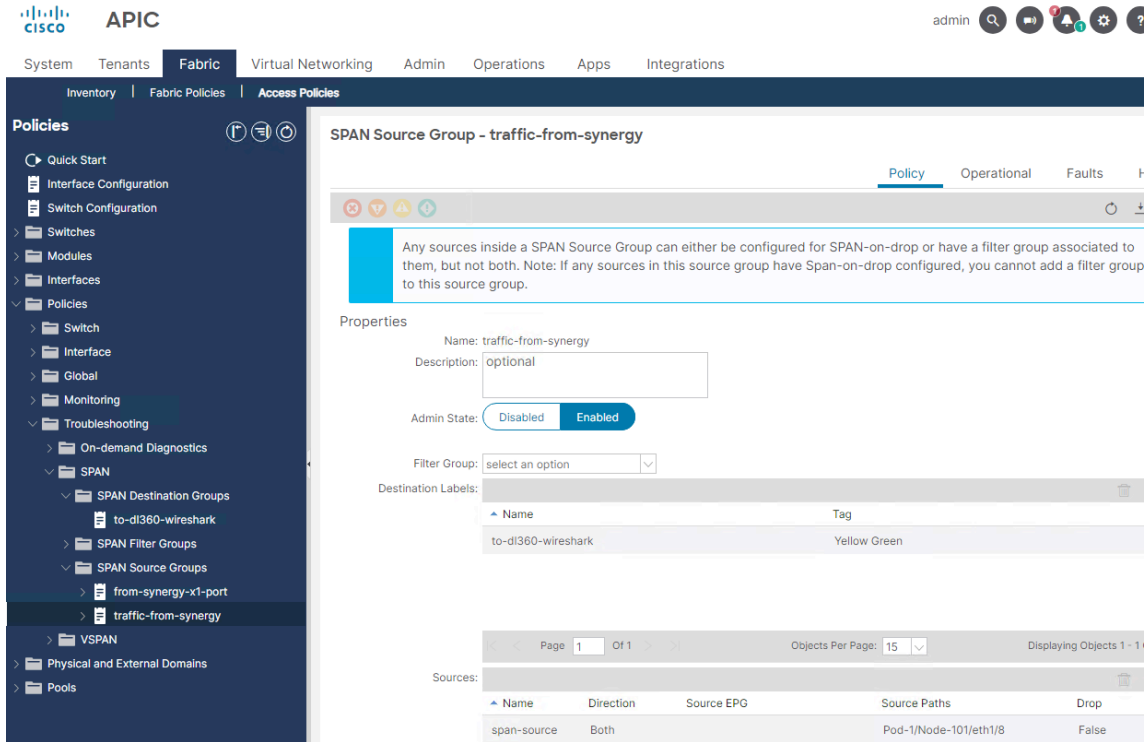 CISCO
APIC
admin
1
?
System Tenants Fabric Virtual Networking Admin Operations Apps Integrations
Inventory | Fabric Policies | Access Policies
Policies
Quick Start
Interface Configuration
Switch Configuration
Switches
Modules
Interfaces
Policies
Switch
Interface
Global
Monitoring
Troubleshooting
On-demand Diagnostics
SPAN
SPAN Destination Groups
to-dl360-wireshark
SPAN Filter Groups
SPAN Source Groups
from-synergy-x1-port
traffic-from-synergy
VSPAN
Physical and External Domains
Pools
SPAN Source Group - traffic-from-synergy
Policy Operational Faults H
Any sources inside a SPAN Source Group can either be configured for SPAN-on-drop or have a filter group associated to
them, but not both. Note: If any sources in this source group have Span-on-drop configured, you cannot add a filter group
to this source group.
Properties
Name: traffic-from-synergy
Description: optional
Admin State: Disabled Enabled
Filter Group: select an option
Destination Labels:
Name Tag
to-dl360-wireshark Yellow Green
Page 1 Of 1 Objects Per Page: 15 Displaying Objects 1 - 1
Sources:
Name Direction Source EPG Source Paths Drop
span-source Both Pod-1/Node-101/eth1/8 False